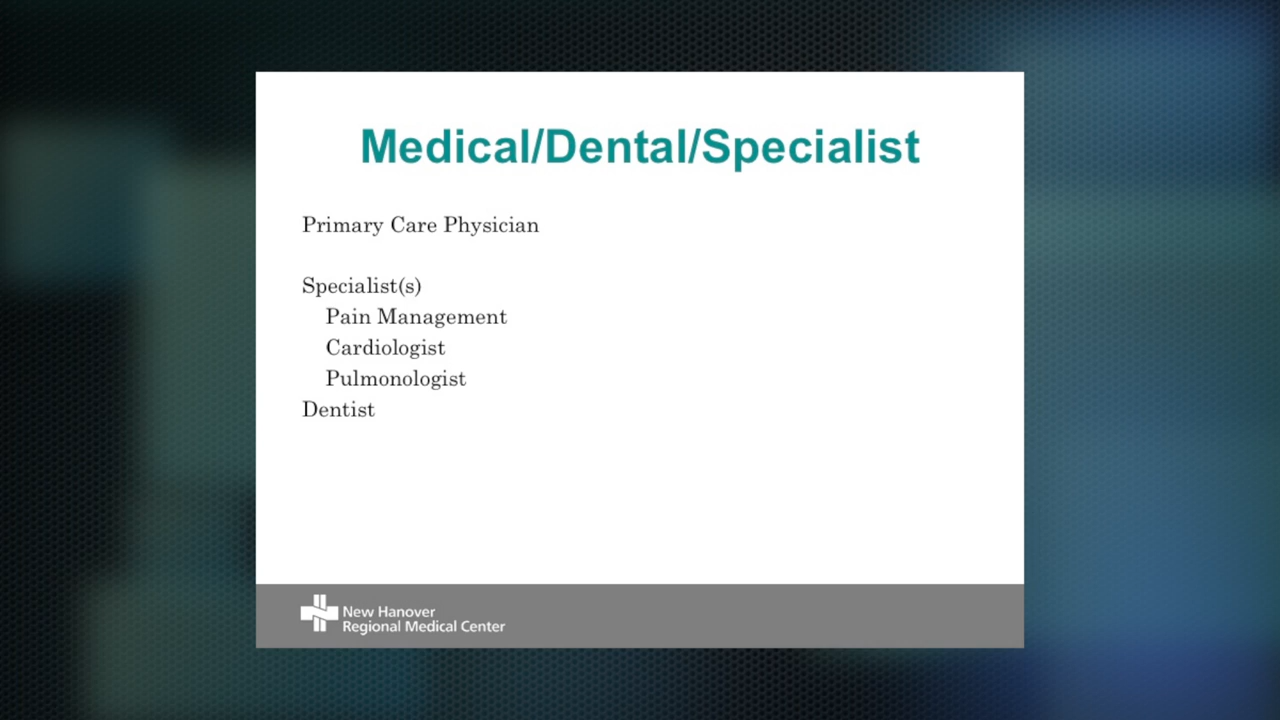 Medical/Dental/Specialist
Primary Care Physician
Specialist(s)
Pain Management
Cardiologist
Pulmonologist
Dentist
New Hanover
Regional Medical Center